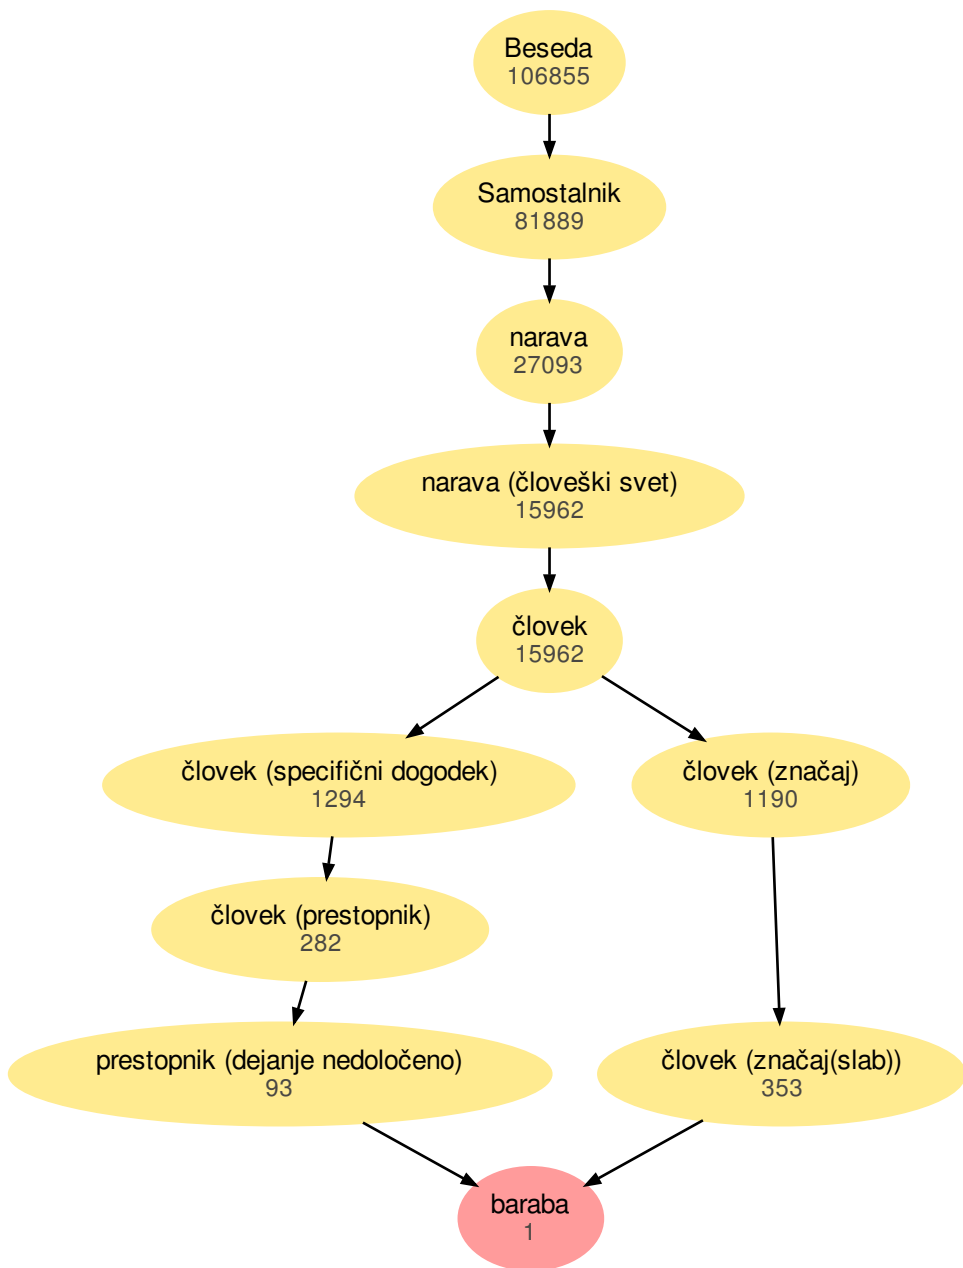 Beseda
106855
Samostalnik
81889
narava
27093
narava (človeški svet)
15962
človek
15962
človek (specifični dogodek)
1294
človek (značaj)
1190
človek (prestopnik)
282
prestopnik (dejanje nedoločeno)
93
človek (značaj(slab))
353
baraba
1